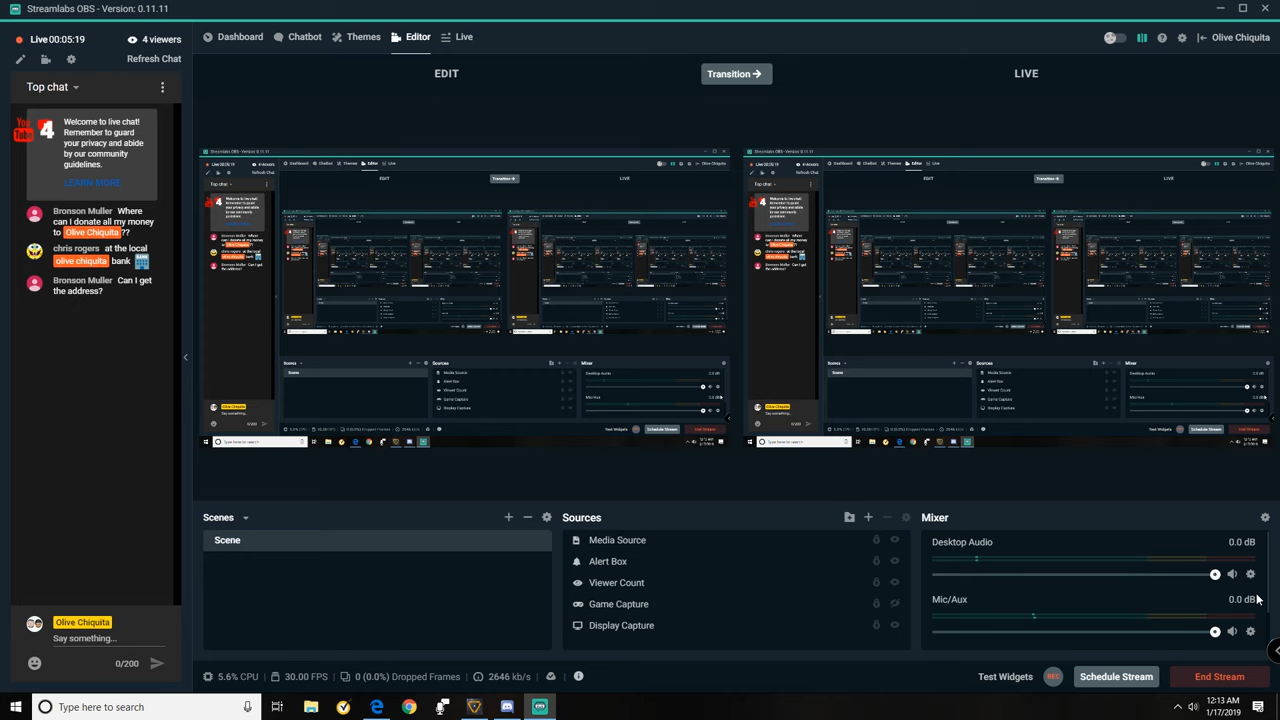 Streamlabs OBS - Version: 0.11.11
Live 00:05:19
4 viewers
Refresh Chat
Dashboard
Chatbot
Themes
Editor
Live
Olive Chiquita
Top chat
You
Tube
4
Welcome to live chat!
Remember to guard
your privacy and abide
by our community
guidelines.
LEARN MORE
Bronson Muller Where
can I donate all my money
to Olive Chiquita ??
chris rogers at the local
olive chiquita bank
Bronson Muller Can I get
the address?
Olive Chiquita
Say something...
0/200
EDIT
Transition
LIVE
Scenes
Scene
Sources
Media Source
Alert Box
Viewer Count
Game Capture
Display Capture
Mixer
Desktop Audio
0.0 dB
Mic/Aux
0.0 dB
5.6% CPU
30.00 FPS
0 (0.0%) Dropped Frames
2646 kb/s
Test Widgets
REC
Schedule Stream
End Stream
Type here to search
12:13 AM
1/17/2019